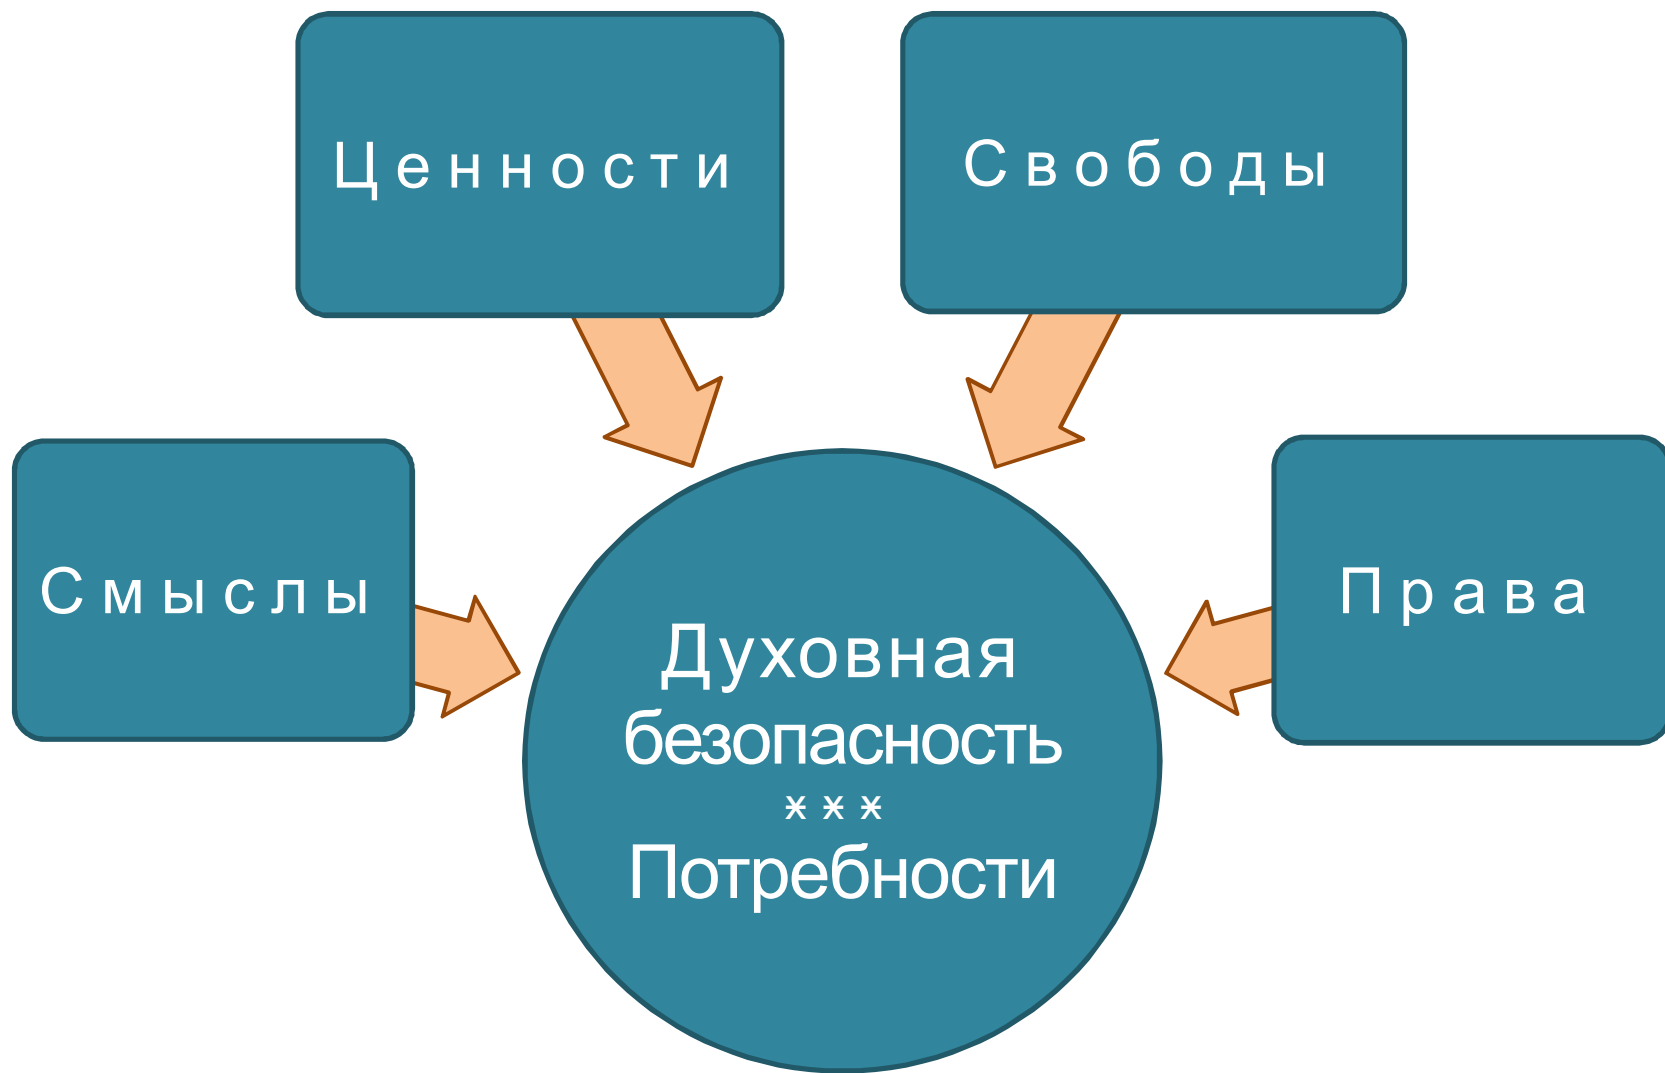 Ценности
Свободы
Смыслы
Права
Духовная
безопасность
* * *
Потребности